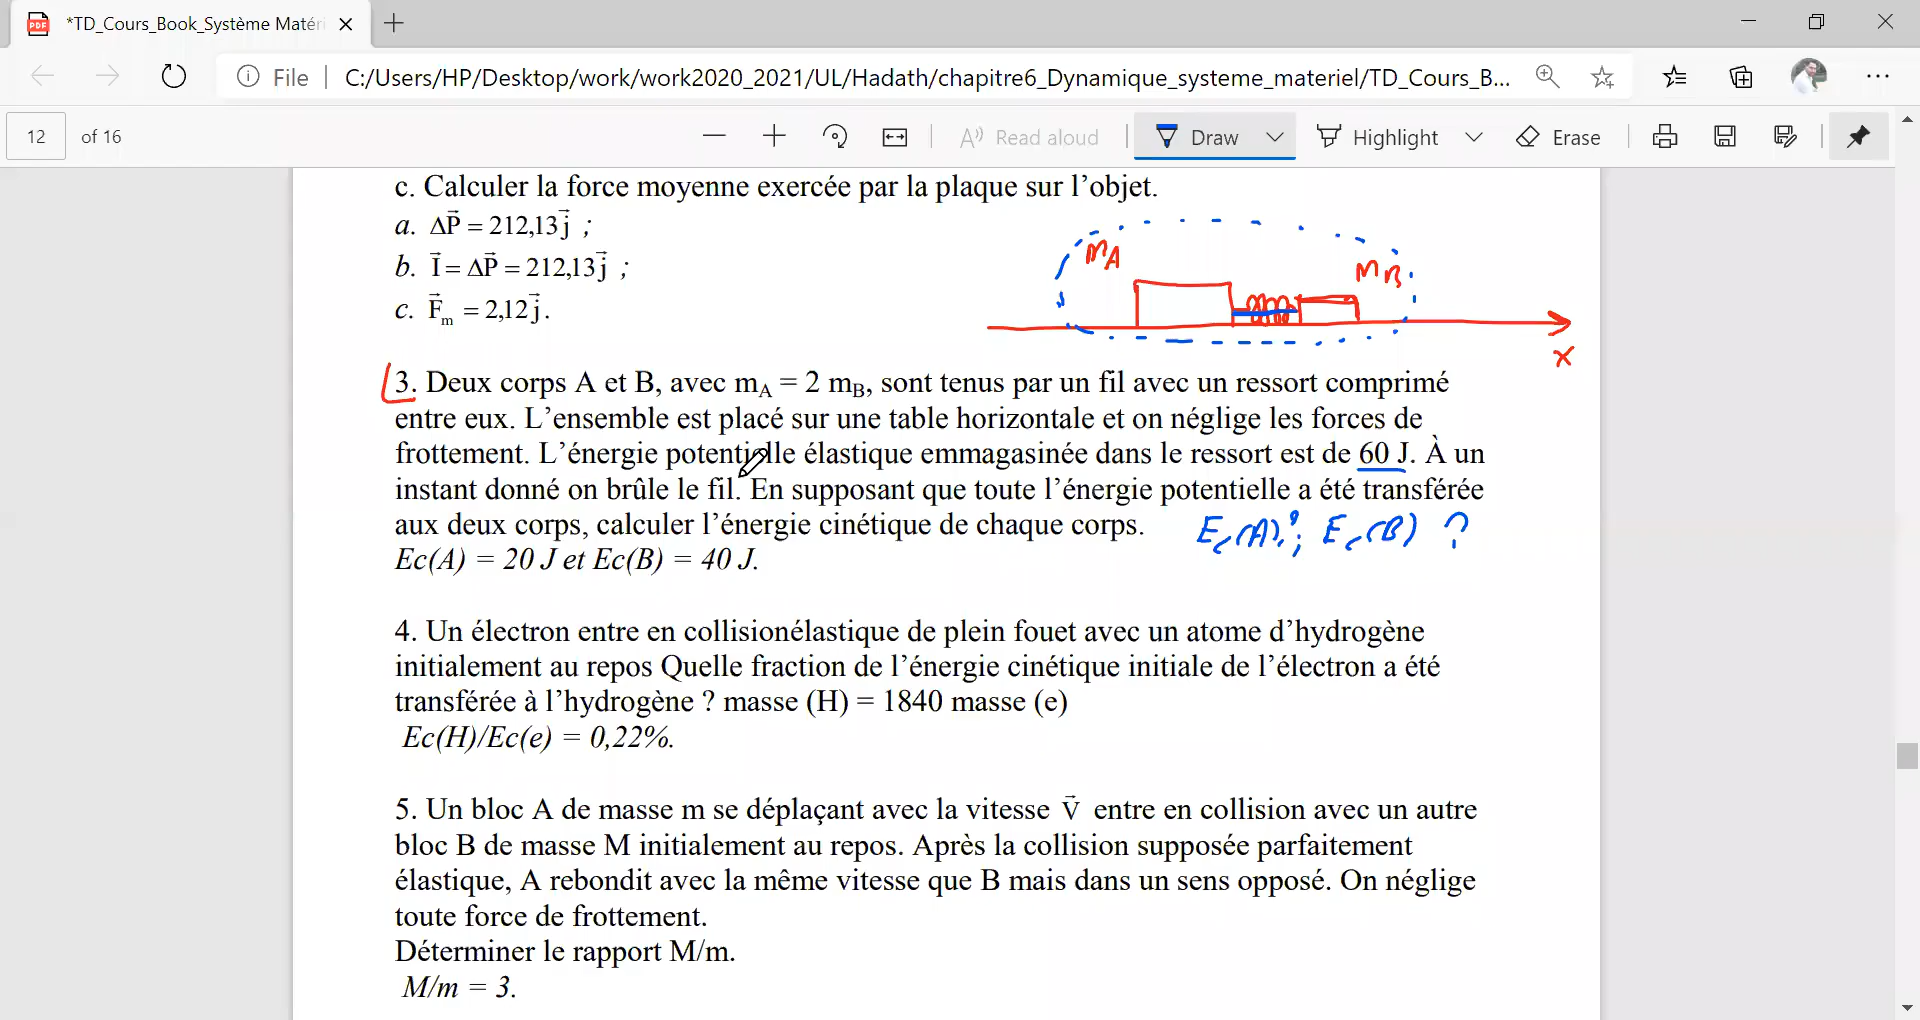 *TD_Cours_Book_Système Matéri
File
C:/Users/HP/Desktop/work/work2020_2021/UL/Hadath/chapitre6_Dynamique_systeme_materiel/TD_Cours_B...
12 of 16
Read aloud
Draw
Highlight
Erase
c. Calculer la force moyenne exercée par la plaque sur l’objet.
a. ΔP⃗ = 212,13j⃗ ;
b. I⃗ = ΔP⃗ = 212,13j⃗ ;
c. F⃗m = 2,12j⃗.
mA
mB
x
3. Deux corps A et B, avec mA = 2 mB, sont tenus par un fil avec un ressort comprimé
entre eux. L’ensemble est placé sur une table horizontale et on néglige les forces de
frottement. L’énergie potentielle élastique emmagasinée dans le ressort est de 60 J. À un
instant donné on brûle le fil. En supposant que toute l’énergie potentielle a été transférée
aux deux corps, calculer l’énergie cinétique de chaque corps.
Ec(A)? ; Ec(B) ?
Ec(A) = 20 J et Ec(B) = 40 J.
4. Un électron entre en collisionélastique de plein fouet avec un atome d’hydrogène
initialement au repos Quelle fraction de l’énergie cinétique initiale de l’électron a été
transférée à l’hydrogène ? masse (H) = 1840 masse (e)
Ec(H)/Ec(e) = 0,22%.
5. Un bloc A de masse m se déplaçant avec la vitesse V⃗ entre en collision avec un autre
bloc B de masse M initialement au repos. Après la collision supposée parfaitement
élastique, A rebondit avec la même vitesse que B mais dans un sens opposé. On néglige
toute force de frottement.
Déterminer le rapport M/m.
M/m = 3.